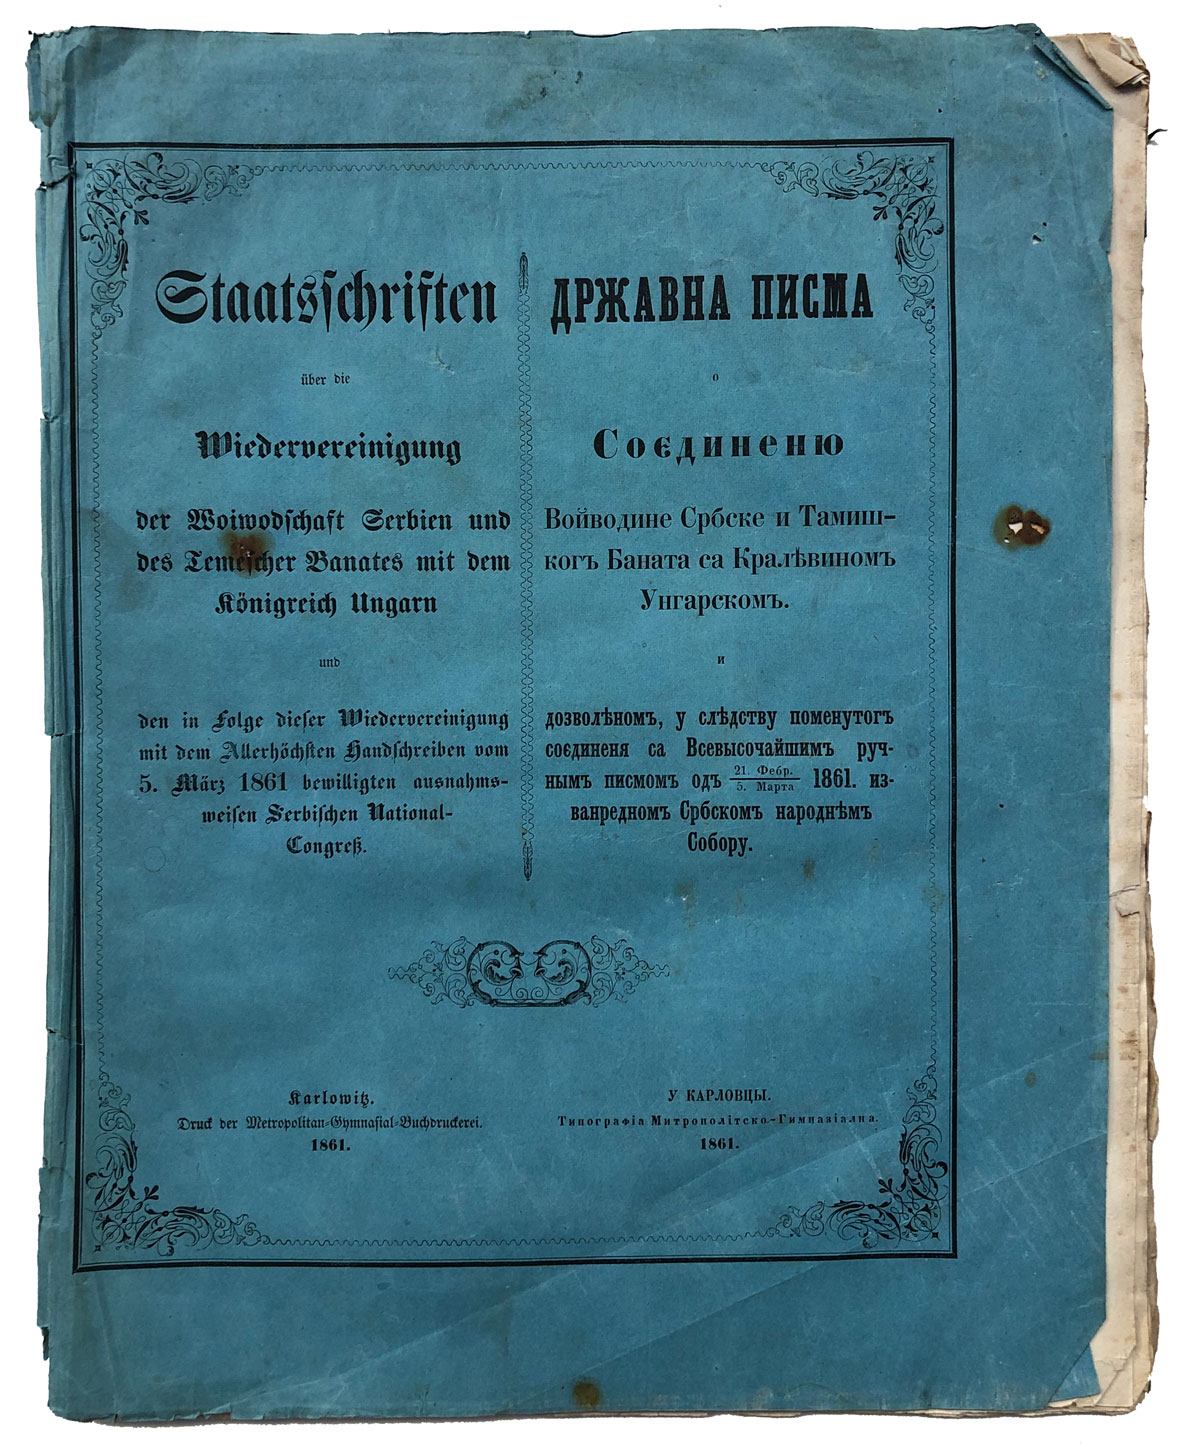 Staatsschriften
über die
Wiedervereinigung
der Woiwodschaft Serbien und
des Temescher Banates mit dem
Königreich Ungarn
und
den in Folge dieser Wiedervereinigung
mit dem Allerhöchsten Handschreiben vom
5. März 1861 bewilligten ausnahms-
weisen Serbischen National-
Congreß.
Karlowitz.
Druck der Metropolitan-Gymnasial-Buchdruckerei.
1861.
ДРЖАВНА ПИСМА
о
Соєдиненю
Войводине Србске и Тамиш-
когъ Баната са Кралѣвиномъ
Унгарскомъ.
и
дозволѣномъ, у слѣдству поменутогъ
соєдиненя са Всевысочайшимъ руч-
нымъ писмомъ одъ 21. Фебр./5. Марта 1861. из-
ванредномъ Србскомъ народнѣмъ
Собору.
У КАРЛОВЦЫ.
Типографіа Митрополітско-Гимназіална.
1861.